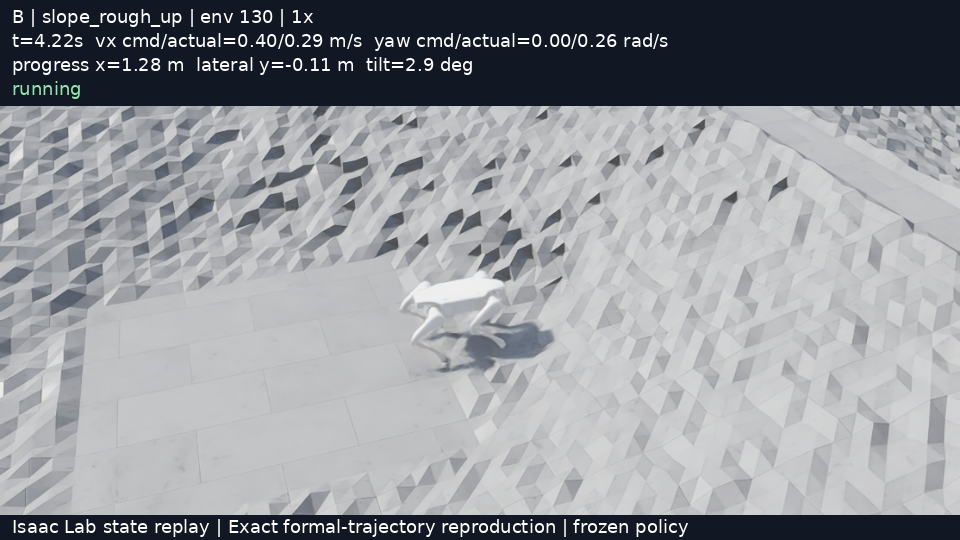 B | slope_rough_up | env 130 | 1x
t=4.22s  vx cmd/actual=0.40/0.29 m/s  yaw cmd/actual=0.00/0.26 rad/s
progress x=1.28 m  lateral y=-0.11 m  tilt=2.9 deg
running
Isaac Lab state replay | Exact formal-trajectory reproduction | frozen policy